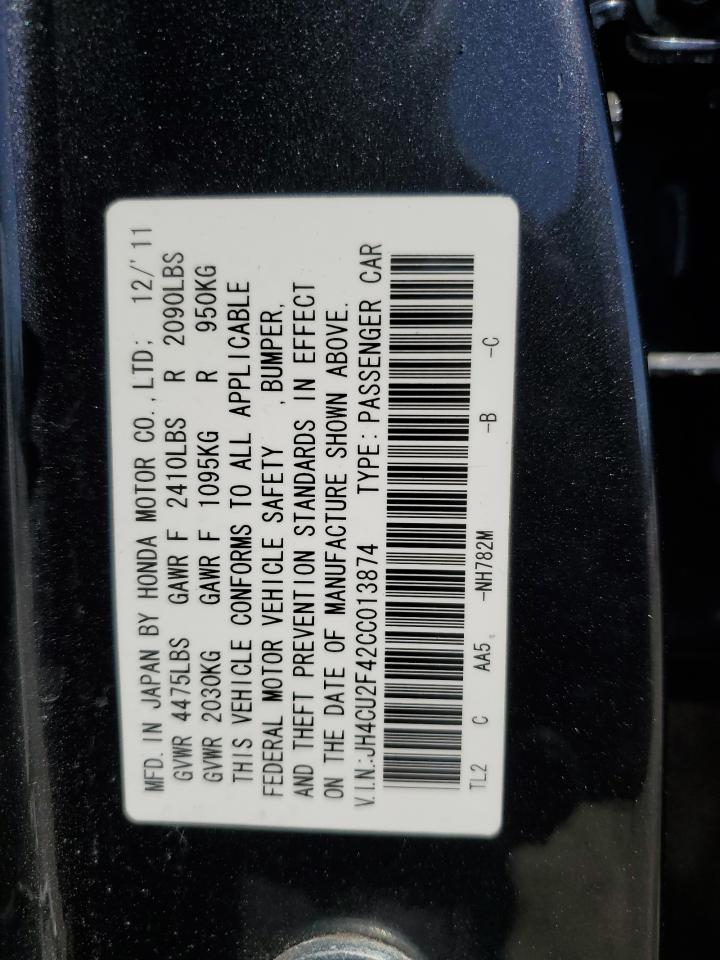 MFD. IN JAPAN BY HONDA MOTOR CO.,LTD; 12/'11
GVWR 4475LBS GAWR F 2410LBS R 2090LBS
GVWR 2030KG GAWR F 1095KG R 950KG
THIS VEHICLE CONFORMS TO ALL APPLICABLE
FEDERAL MOTOR VEHICLE SAFETY ,BUMPER,
AND THEFT PREVENTION STANDARDS IN EFFECT
ON THE DATE OF MANUFACTURE SHOWN ABOVE.
V.I.N.:JH4CU2F42CC013874 TYPE:PASSENGER CAR
TL2 C AA5 -NH782M -B -C